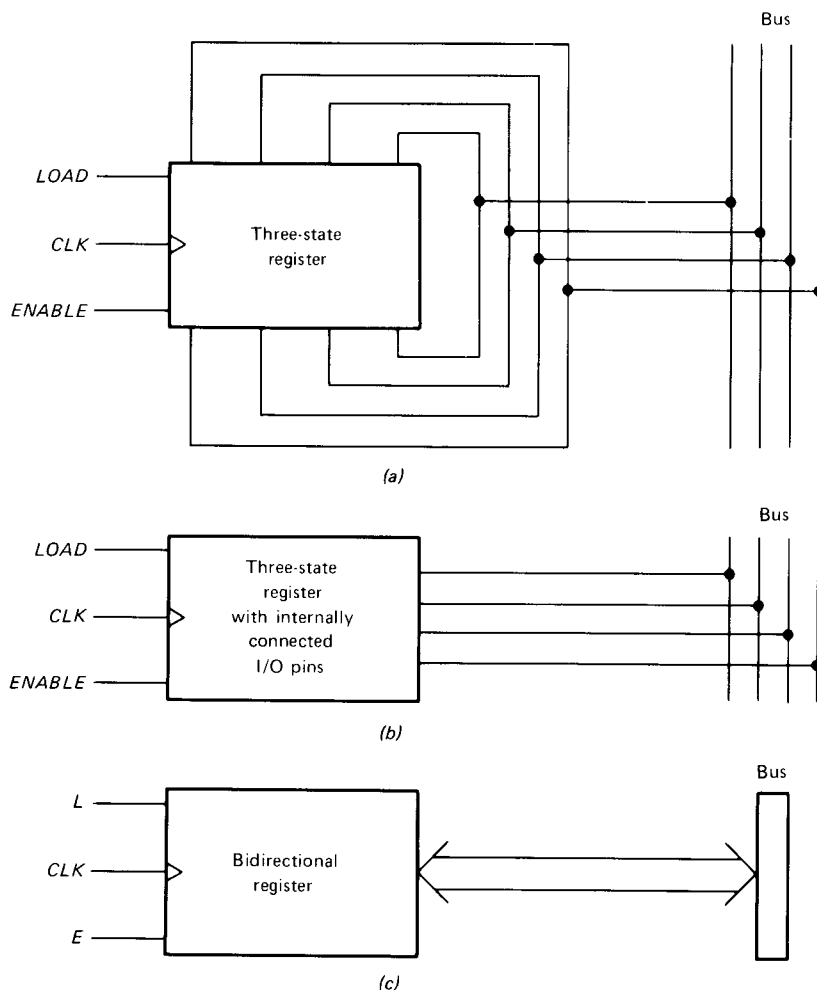 Bus
LOAD
CLK
Three-state
register
ENABLE
(a)
Bus
LOAD
CLK
Three-state
register
with internally
connected
I/O pins
ENABLE
(b)
Bus
L
CLK
Bidirectional
register
E
(c)